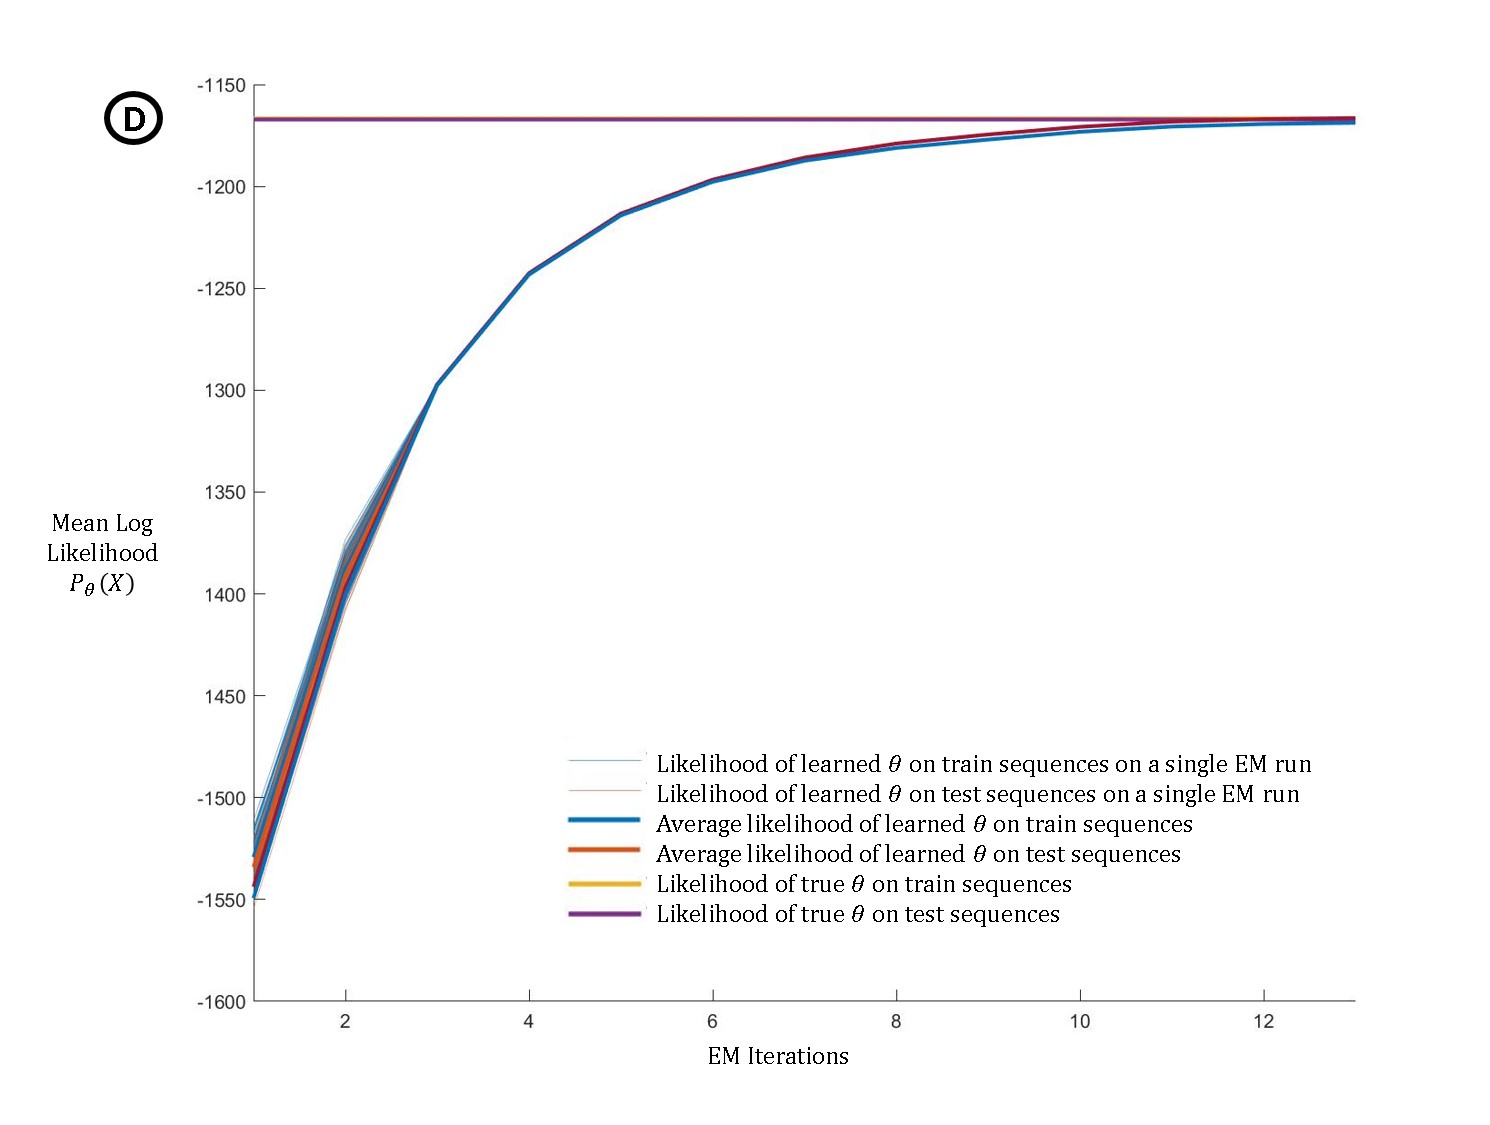 D
-1150
-1200
-1250
1300
1350
1400
1450
-1500
-1550
-1600
Mean Log
Likelihood
P_θ (X)
Likelihood of learned θ on train sequences on a single EM run
Likelihood of learned θ on test sequences on a single EM run
Average likelihood of learned θ on train sequences
Average likelihood of learned θ on test sequences
Likelihood of true θ on train sequences
Likelihood of true θ on test sequences
2 4 6 8 10 12
EM Iterations